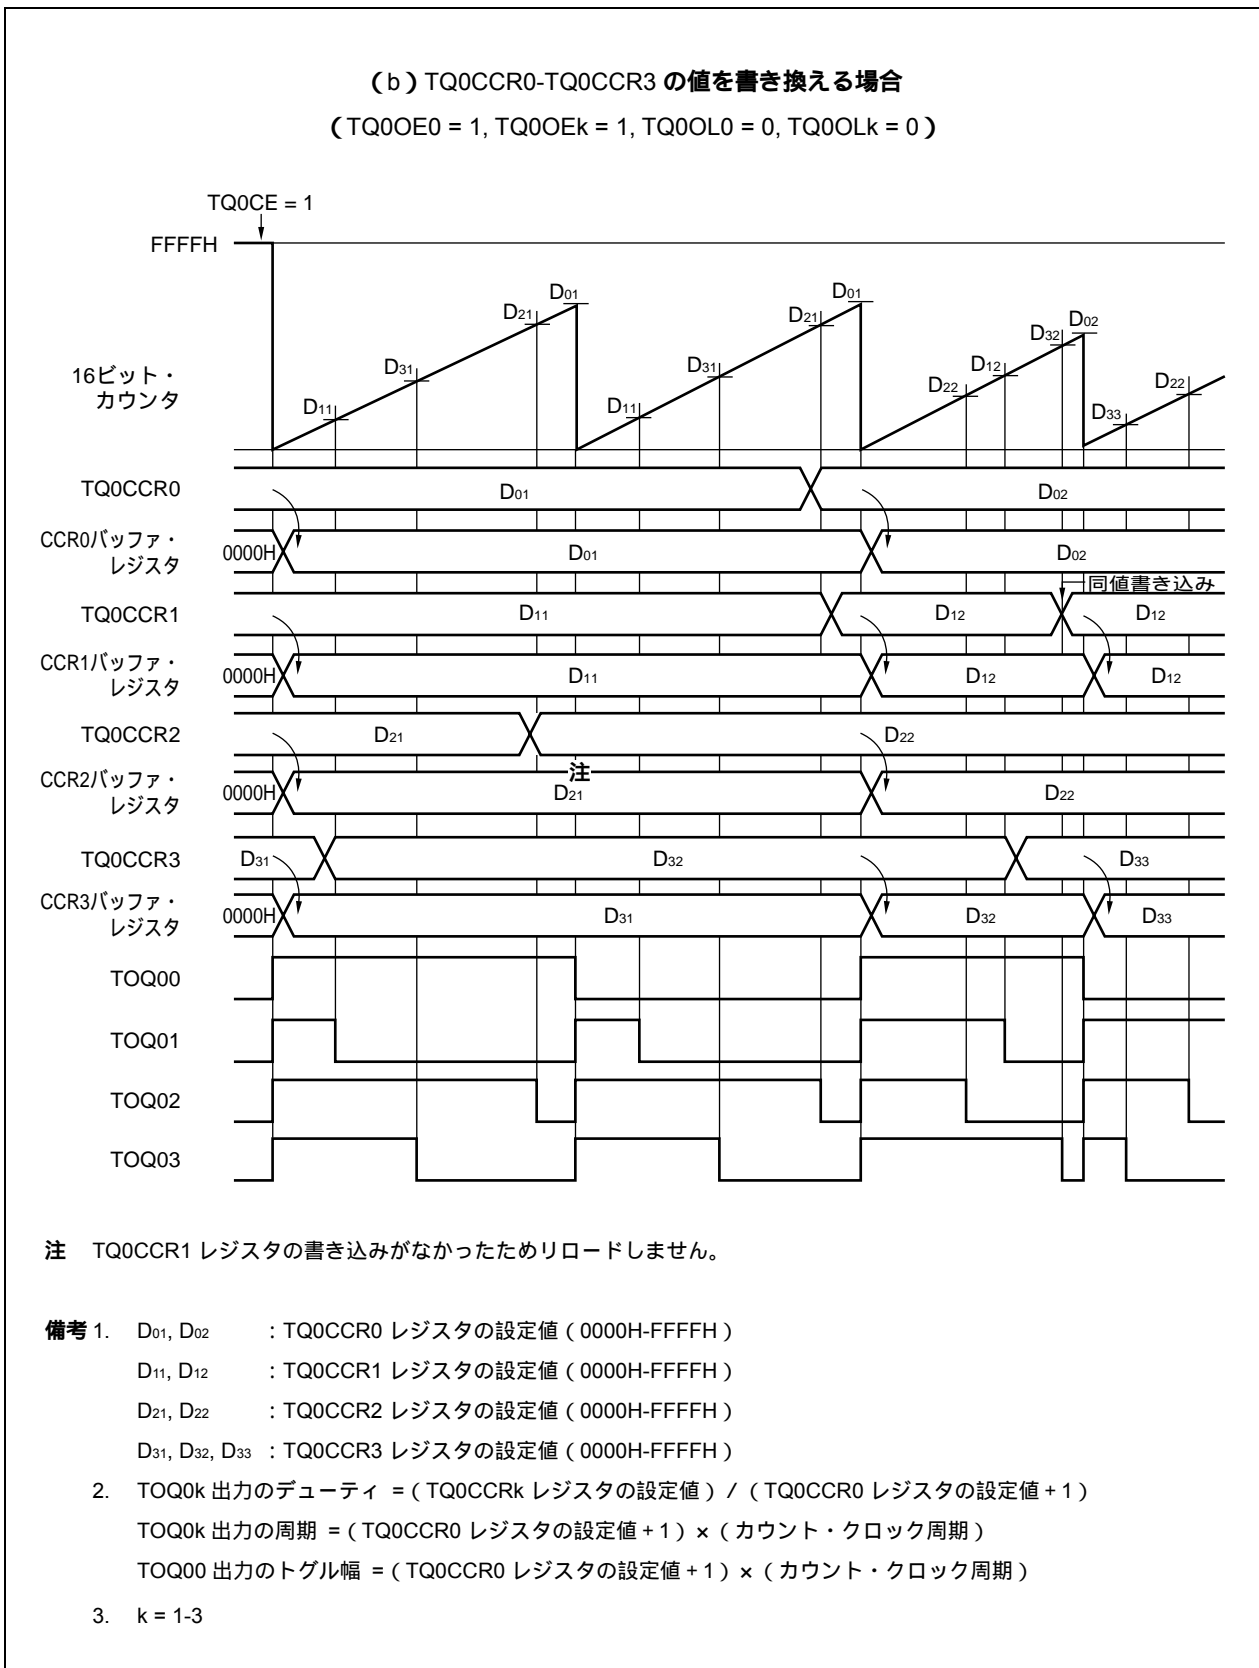 (b)TQ0CCR0-TQ0CCR3 の値を書き換える場合
(TQ0OE0 = 1, TQ0OEk = 1, TQ0OL0 = 0, TQ0OLk = 0)
TQ0CE = 1
FFFFH
16ビット・
カウンタ
D11 D31 D21 D01 D11 D31 D21 D01 D22 D12 D32 D02 D33 D22
TQ0CCR0 D01 D02
CCR0バッファ・
レジスタ
0000H D01 D02
同値書き込み
TQ0CCR1 D11 D12 D12
CCR1バッファ・
レジスタ
0000H D11 D12 D12
TQ0CCR2 D21 D22
注
CCR2バッファ・
レジスタ
0000H D21 D22
TQ0CCR3 D31 D32 D33
CCR3バッファ・
レジスタ
0000H D31 D32 D33
TOQ00
TOQ01
TOQ02
TOQ03
注 TQ0CCR1 レジスタの書き込みがなかったためリロードしません。
備考 1. D01, D02 :TQ0CCR0 レジスタの設定値(0000H-FFFFH)
D11, D12 :TQ0CCR1 レジスタの設定値(0000H-FFFFH)
D21, D22 :TQ0CCR2 レジスタの設定値(0000H-FFFFH)
D31, D32, D33 :TQ0CCR3 レジスタの設定値(0000H-FFFFH)
2. TOQ0k 出力のデューティ =(TQ0CCRk レジスタの設定値)/(TQ0CCR0 レジスタの設定値+1)
TOQ0k 出力の周期 =(TQ0CCR0 レジスタの設定値+1)×(カウント・クロック周期)
TOQ00 出力のトグル幅 =(TQ0CCR0 レジスタの設定値+1)×(カウント・クロック周期)
3. k = 1-3